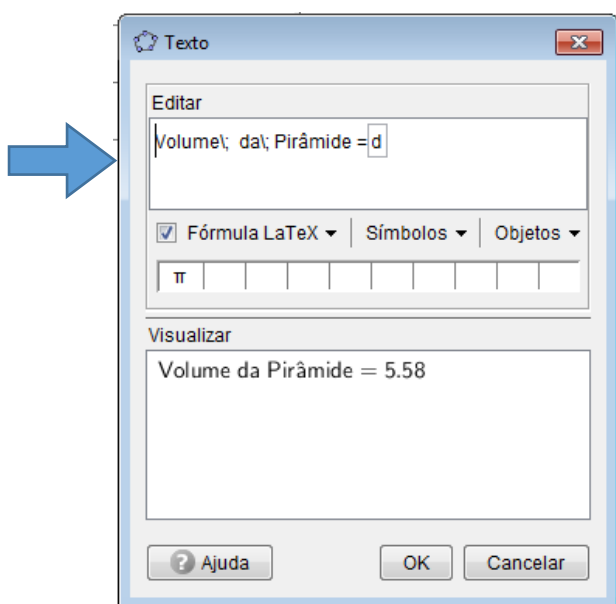 Texto
Editar
Volume\; da\; Pirâmide = d
Fórmula LaTeX Símbolos Objetos
π
Visualizar
Volume da Pirâmide = 5.58
? Ajuda OK Cancelar